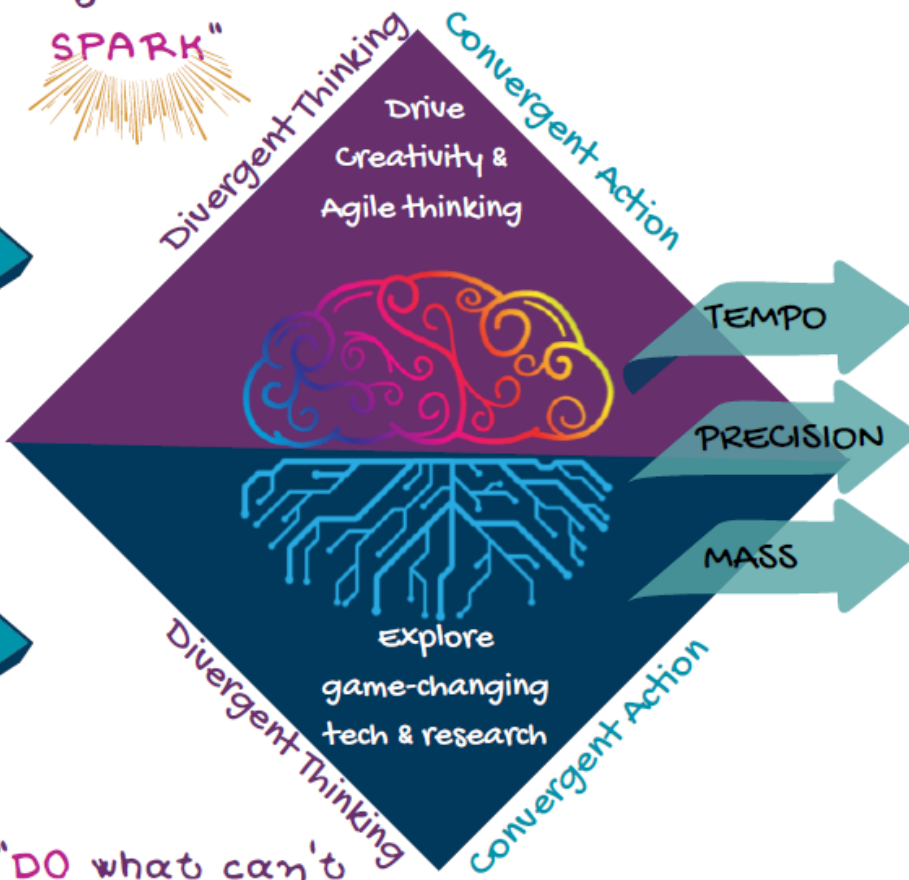 SPARK"
Divergent Thinking
Convergent Action
Drive
Creativity &
Agile thinking
TEMPO
PRECISION
MASS
Explore
game-changing
tech & research
Divergent Thinking
Convergent Action
"DO what can't